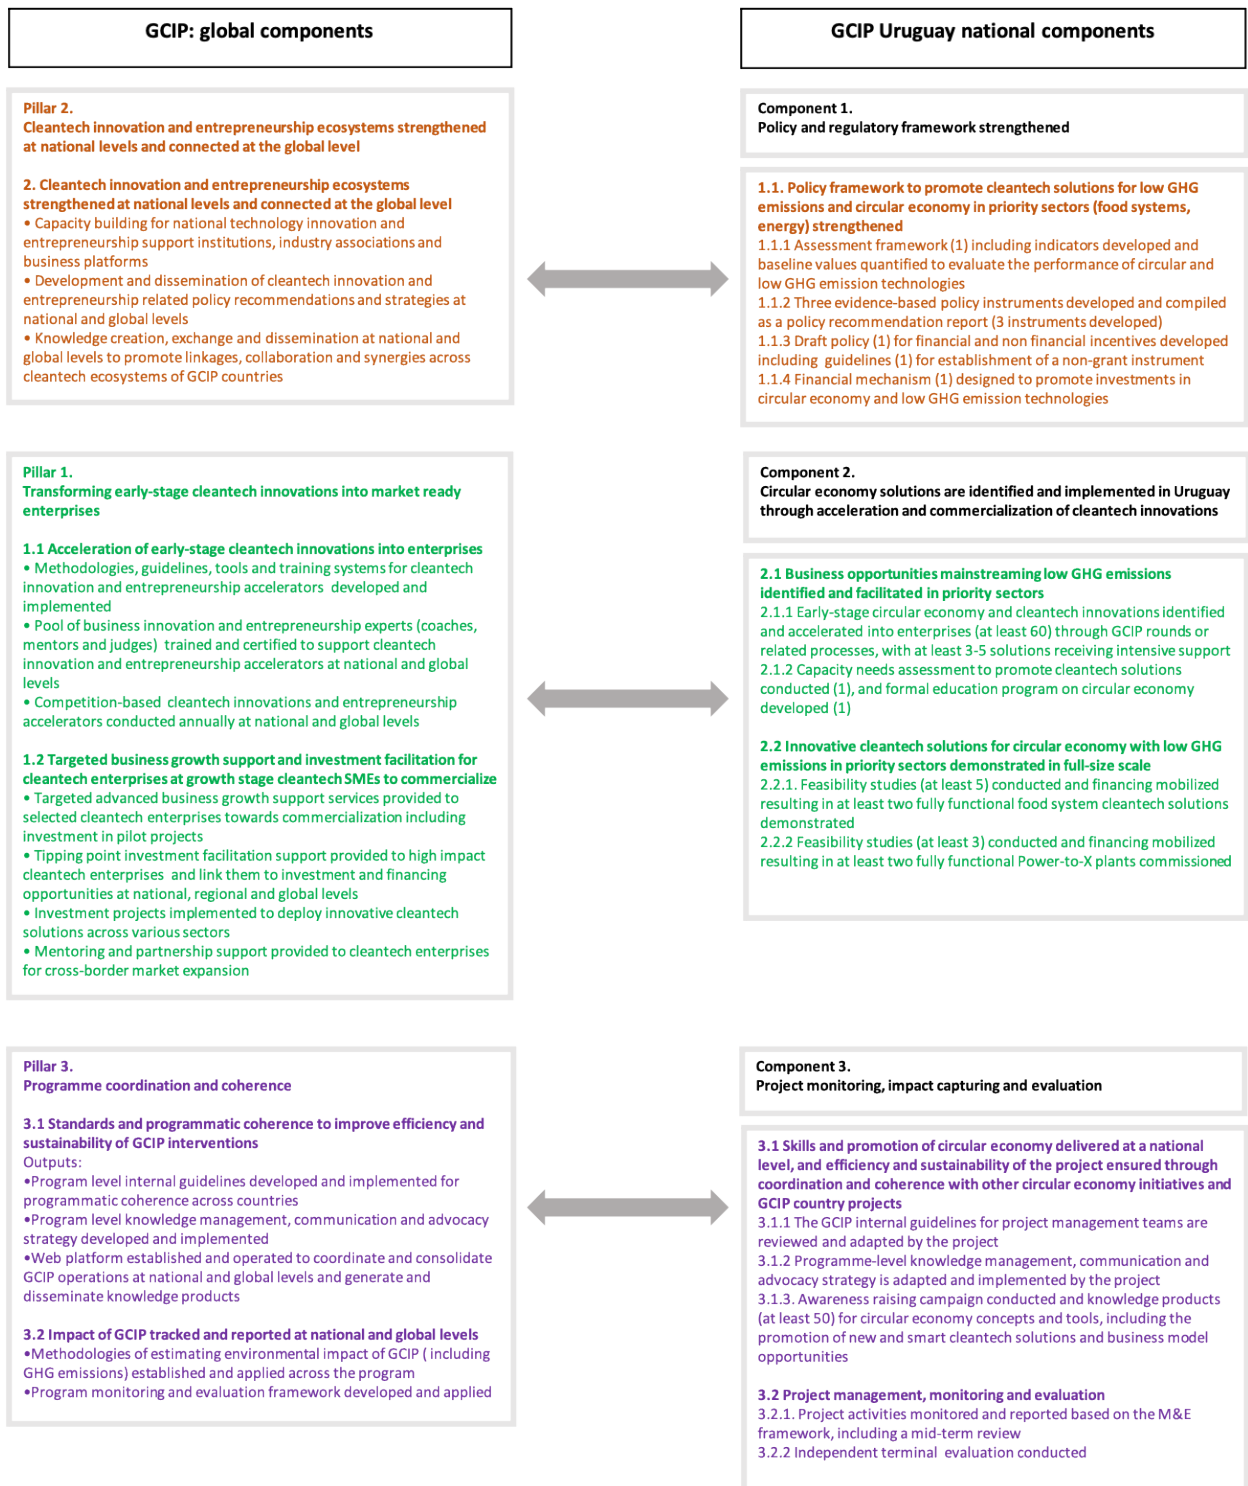 GCIP: global components
GCIP Uruguay national components
Pillar 2.
Cleantech innovation and entrepreneurship ecosystems strengthened
at national levels and connected at the global level
2. Cleantech innovation and entrepreneurship ecosystems
strengthened at national levels and connected at the global level
• Capacity building for national technology innovation and
entrepreneurship support institutions, industry associations and
business platforms
• Development and dissemination of cleantech innovation and
entrepreneurship related policy recommendations and strategies at
national and global levels
• Knowledge creation, exchange and dissemination at national and
global levels to promote linkages, collaboration and synergies across
cleantech ecosystems of GCIP countries
Component 1.
Policy and regulatory framework strengthened
1.1. Policy framework to promote cleantech solutions for low GHG
emissions and circular economy in priority sectors (food systems,
energy) strengthened
1.1.1 Assessment framework (1) including indicators developed and
baseline values quantified to evaluate the performance of circular and
low GHG emission technologies
1.1.2 Three evidence-based policy instruments developed and compiled
as a policy recommendation report (3 instruments developed)
1.1.3 Draft policy (1) for financial and non financial incentives developed
including guidelines (1) for establishment of a non-grant instrument
1.1.4 Financial mechanism (1) designed to promote investments in
circular economy and low GHG emission technologies
Pillar 1.
Transforming early-stage cleantech innovations into market ready
enterprises
1.1 Acceleration of early-stage cleantech innovations into enterprises
• Methodologies, guidelines, tools and training systems for cleantech
innovation and entrepreneurship accelerators developed and
implemented
• Pool of business innovation and entrepreneurship experts (coaches,
mentors and judges) trained and certified to support cleantech
innovation and entrepreneurship accelerators at national and global
levels
• Competition-based cleantech innovations and entrepreneurship
accelerators conducted annually at national and global levels
1.2 Targeted business growth support and investment facilitation for
cleantech enterprises at growth stage cleantech SMEs to commercialize
• Targeted advanced business growth support services provided to
selected cleantech enterprises towards commercialization including
investment in pilot projects
• Tipping point investment facilitation support provided to high impact
cleantech enterprises and link them to investment and financing
opportunities at national, regional and global levels
• Investment projects implemented to deploy innovative cleantech
solutions across various sectors
• Mentoring and partnership support provided to cleantech enterprises
for cross-border market expansion
Component 2.
Circular economy solutions are identified and implemented in Uruguay
through acceleration and commercialization of cleantech innovations
2.1 Business opportunities mainstreaming low GHG emissions
identified and facilitated in priority sectors
2.1.1 Early-stage circular economy and cleantech innovations identified
and accelerated into enterprises (at least 60) through GCIP rounds or
related processes, with at least 3-5 solutions receiving intensive support
2.1.2 Capacity needs assessment to promote cleantech solutions
conducted (1), and formal education program on circular economy
developed (1)
2.2 Innovative cleantech solutions for circular economy with low GHG
emissions in priority sectors demonstrated in full-size scale
2.2.1. Feasibility studies (at least 5) conducted and financing mobilized
resulting in at least two fully functional food system cleantech solutions
demonstrated
2.2.2 Feasibility studies (at least 3) conducted and financing mobilized
resulting in at least two fully functional Power-to-X plants commissioned
Pillar 3.
Programme coordination and coherence
3.1 Standards and programmatic coherence to improve efficiency and
sustainability of GCIP interventions
Outputs:
•Program level internal guidelines developed and implemented for
programmatic coherence across countries
•Program level knowledge management, communication and advocacy
strategy developed and implemented
•Web platform established and operated to coordinate and consolidate
GCIP operations at national and global levels and generate and
disseminate knowledge products
3.2 Impact of GCIP tracked and reported at national and global levels
•Methodologies of estimating environmental impact of GCIP ( including
GHG emissions) established and applied across the program
•Program monitoring and evaluation framework developed and applied
Component 3.
Project monitoring, impact capturing and evaluation
3.1 Skills and promotion of circular economy delivered at a national
level, and efficiency and sustainability of the project ensured through
coordination and coherence with other circular economy initiatives and
GCIP country projects
3.1.1 The GCIP internal guidelines for project management teams are
reviewed and adapted by the project
3.1.2 Programme-level knowledge management, communication and
advocacy strategy is adapted and implemented by the project
3.1.3. Awareness raising campaign conducted and knowledge products
(at least 50) for circular economy concepts and tools, including the
promotion of new and smart cleantech solutions and business model
opportunities
3.2 Project management, monitoring and evaluation
3.2.1. Project activities monitored and reported based on the M&E
framework, including a mid-term review
3.2.2 Independent terminal evaluation conducted